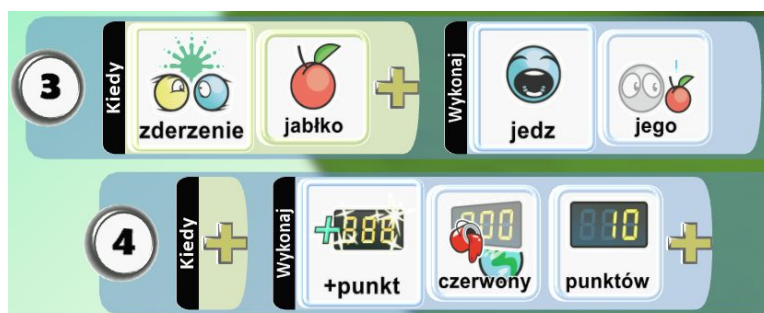 3
Kiedy
zderzenie
jabłko
Wykonaj
jedz
jego
4
Kiedy
Wykonaj
+punkt
czerwony
10
punktów